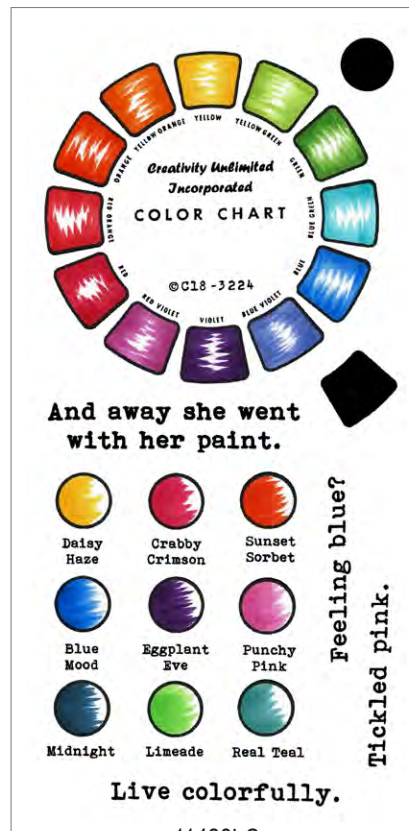 YELLOW
YELLOW GREEN
GREEN
BLUE GREEN
BLUE
BLUE VIOLET
VIOLET
RED VIOLET
RED
RED ORANGE
ORANGE
YELLOW ORANGE
Creativity Unlimited
Incorporated
COLOR CHART
©C18-3224
And away she went
with her paint.
Daisy
Haze
Crabby
Crimson
Sunset
Sorbet
Blue
Mood
Eggplant
Eve
Punchy
Pink
Midnight
Limeade
Real Teal
Feeling blue?
Tickled pink.
Live colorfully.